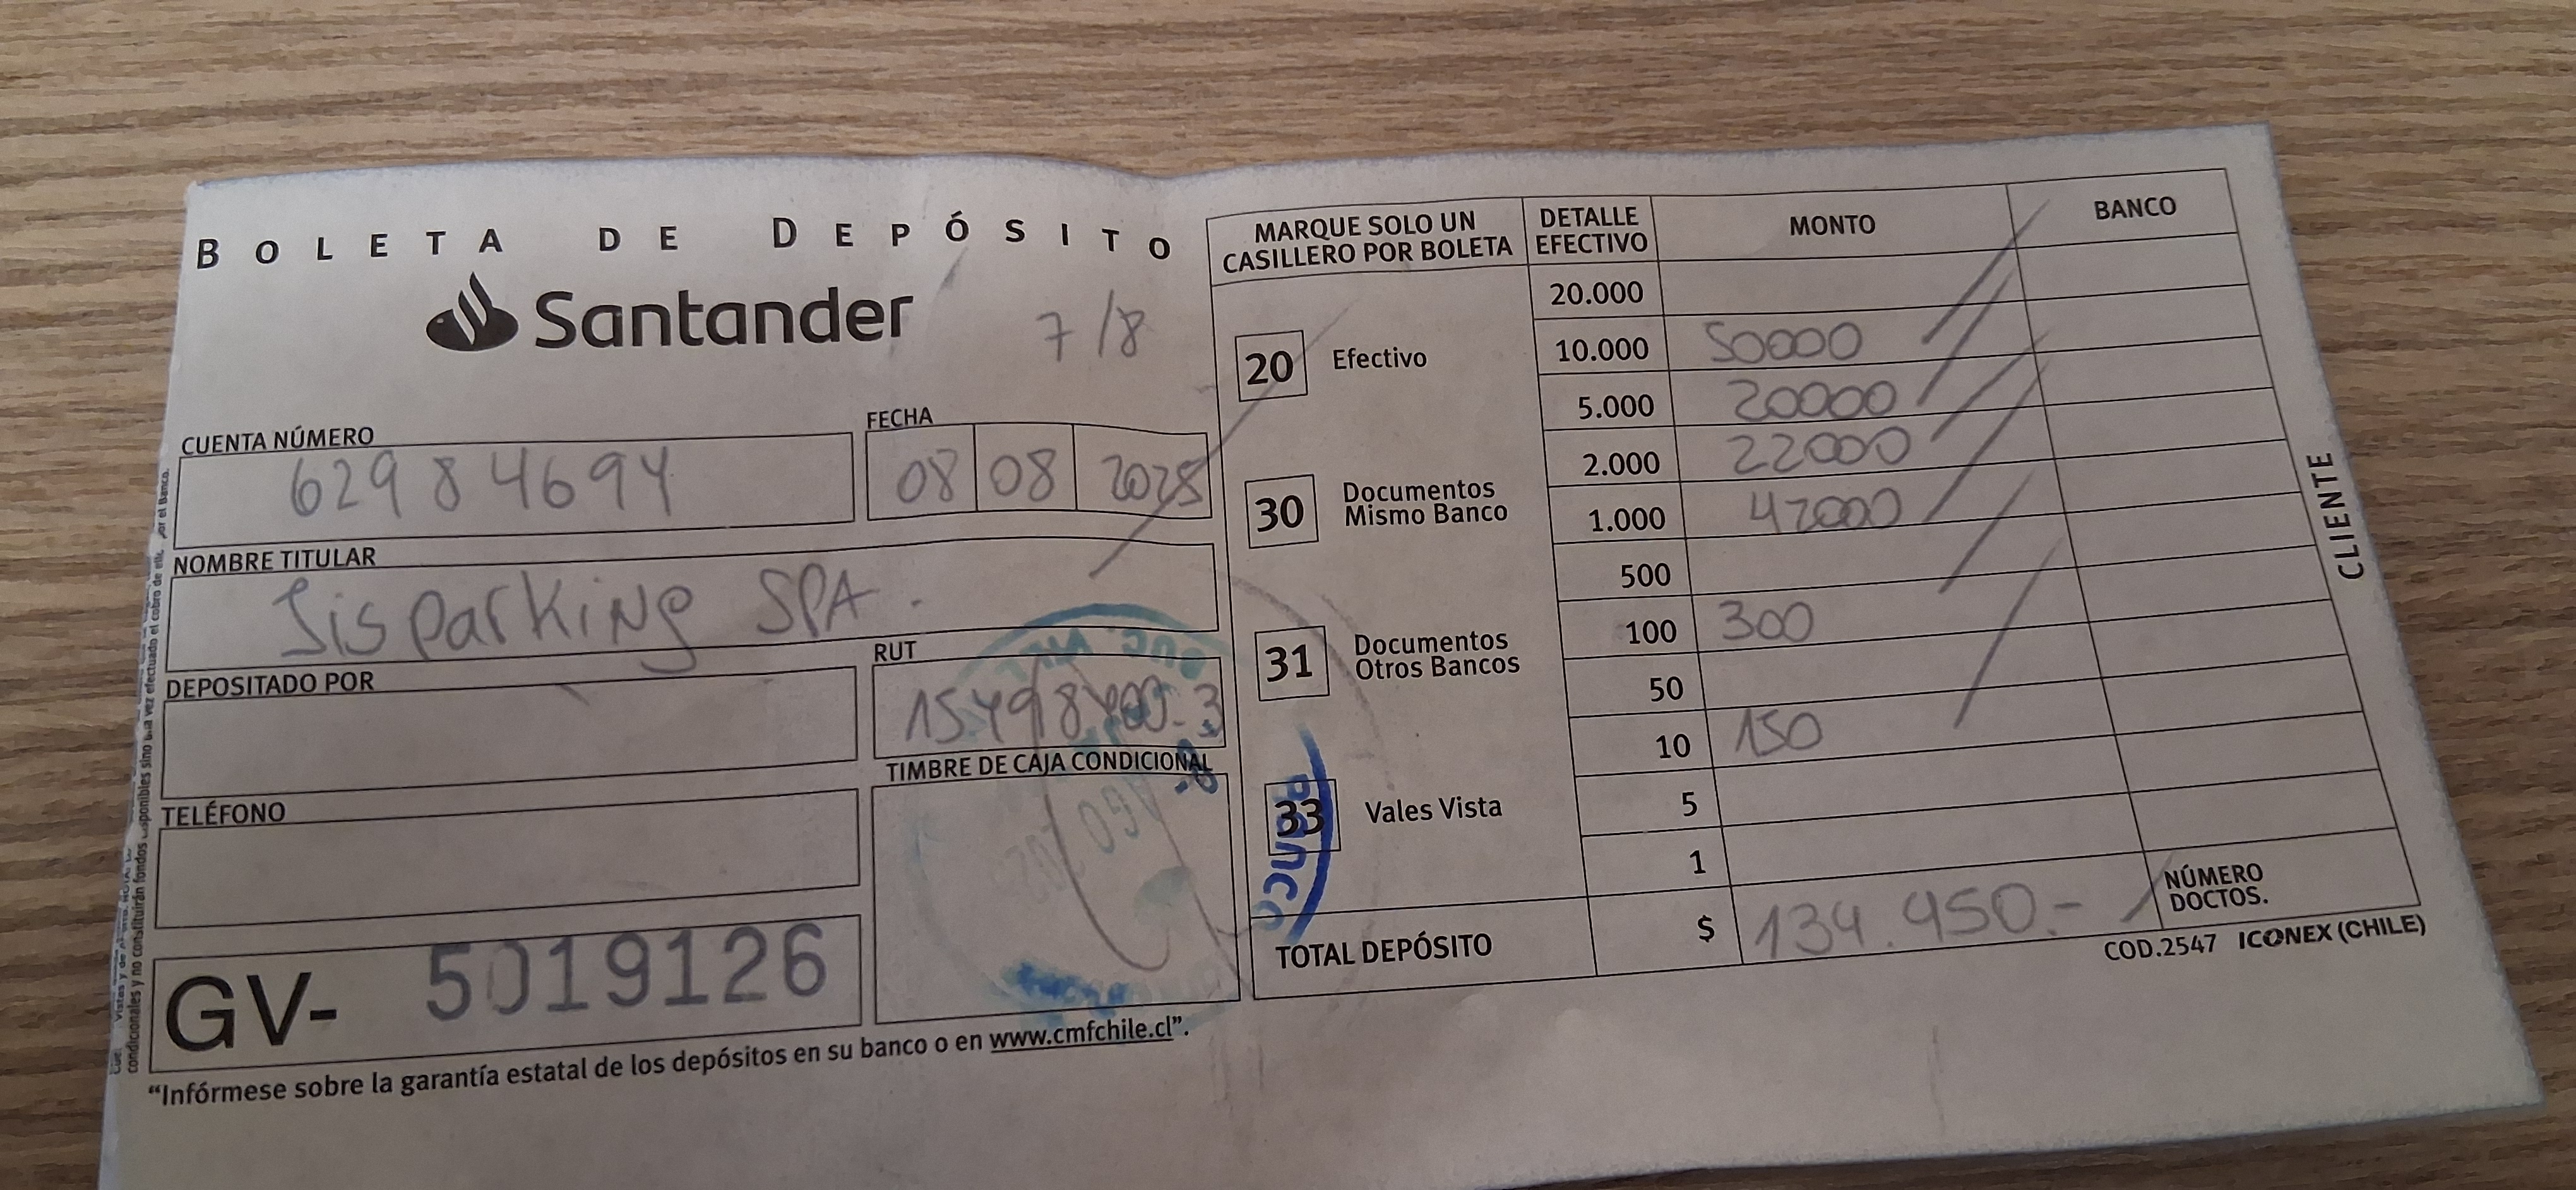 BOLETA DE DEPÓSITO
Santander
7/8
CUENTA NÚMERO
62984694
FECHA
08 08 2025
NOMBRE TITULAR
Sisparking SPA.
DEPOSITADO POR
RUT
TELÉFONO
TIMBRE DE CAJA CONDICIONAL
GV- 5019126
“Infórmese sobre la garantía estatal de los depósitos en su banco o en www.cmfchile.cl”.
MARQUE SOLO UN
CASILLERO POR BOLETA
20 Efectivo
30 Documentos
Mismo Banco
31 Documentos
Otros Bancos
33 Vales Vista
DETALLE
EFECTIVO
MONTO
BANCO
20.000
10.000 50000
5.000 20000
2.000 22000
1.000 42000
500
100 300
50
10 150
5
1
TOTAL DEPÓSITO $ 134.450.-
NÚMERO
DOCTOS.
COD.2547 ICONEX (CHILE)
CLIENTE
Banco